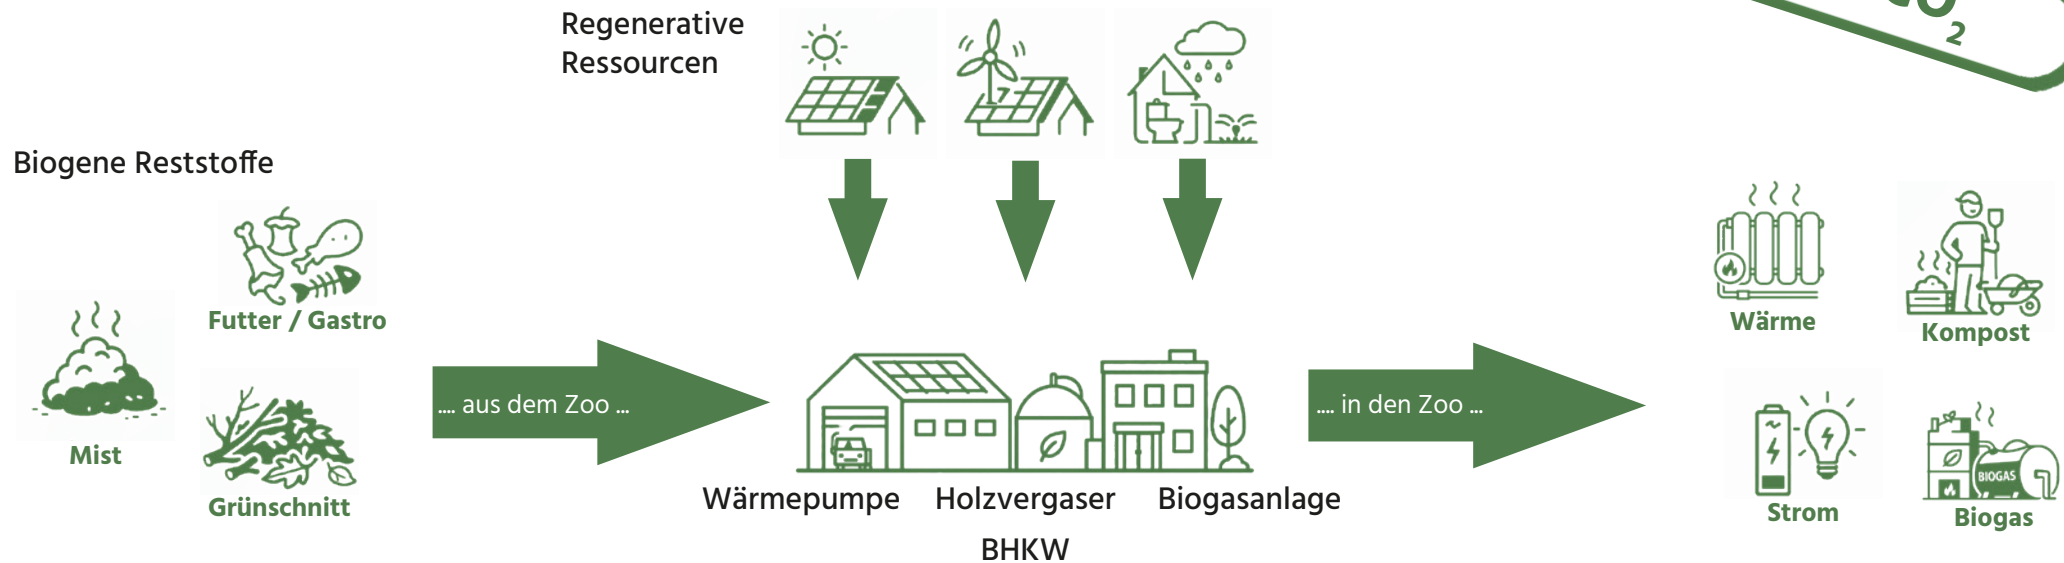 Regenerative
Ressourcen
Biogene Reststoffe
Futter / Gastro
Mist
Grünschnitt
.... aus dem Zoo ...
Wärmepumpe Holzvergaser Biogasanlage
BHKW
.... in den Zoo ...
Wärme
Kompost
Strom
BIOGAS
Biogas